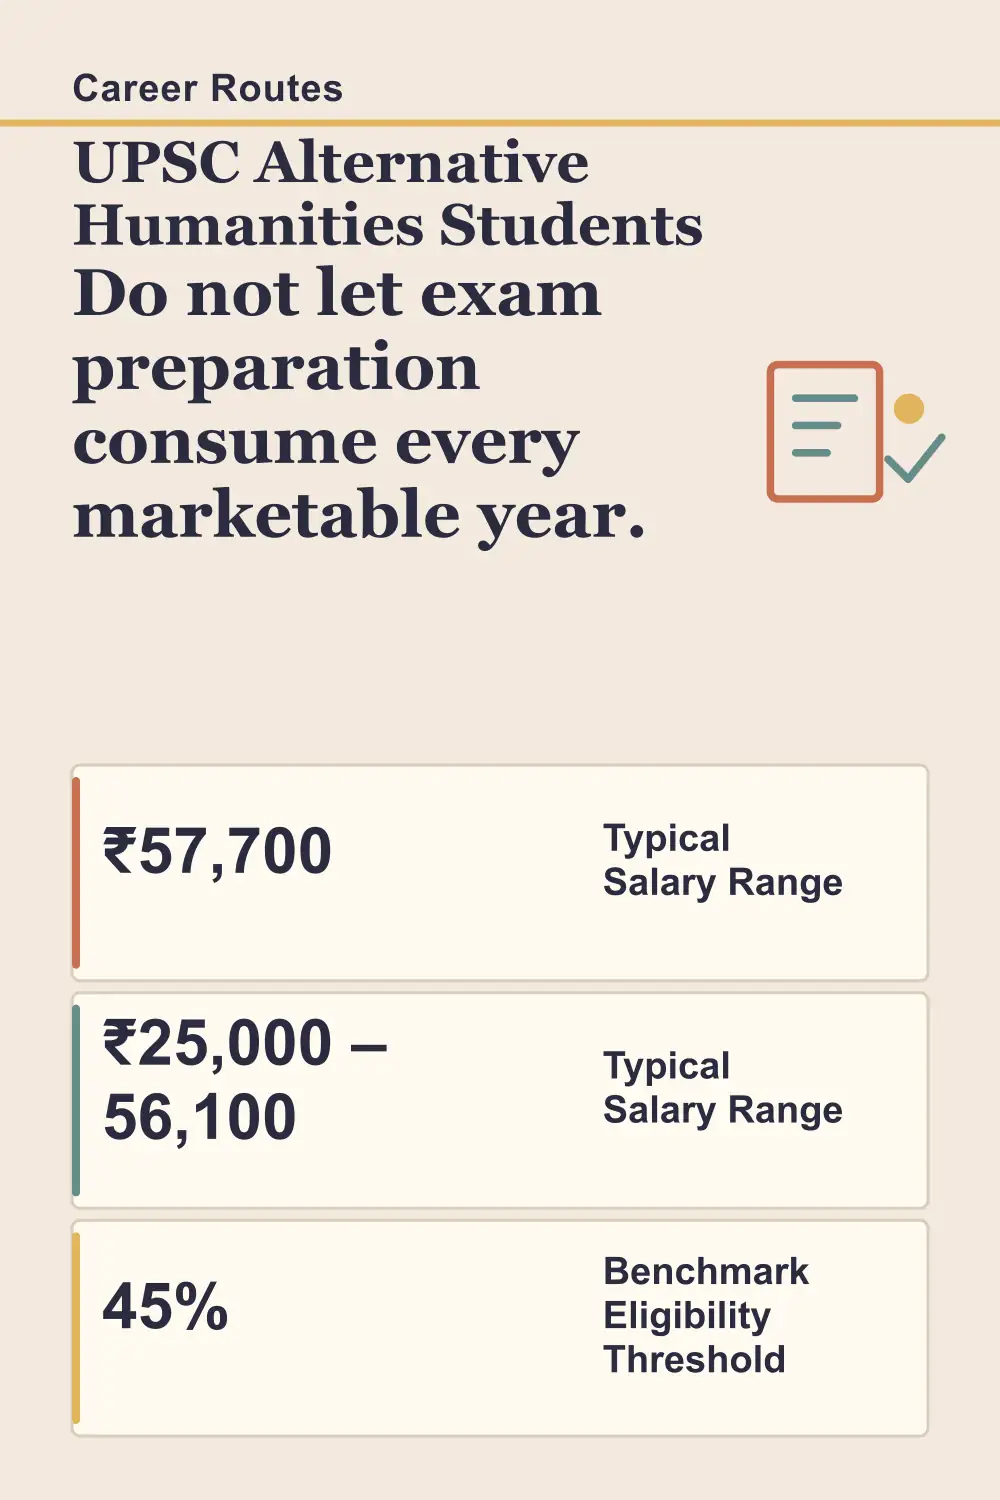 Career Routes
UPSC Alternative
Humanities Students
Do not let exam
preparation
consume every
marketable year.
₹57,700
Typical
Salary Range
₹25,000 –
56,100
Typical
Salary Range
45%
Benchmark
Eligibility
Threshold